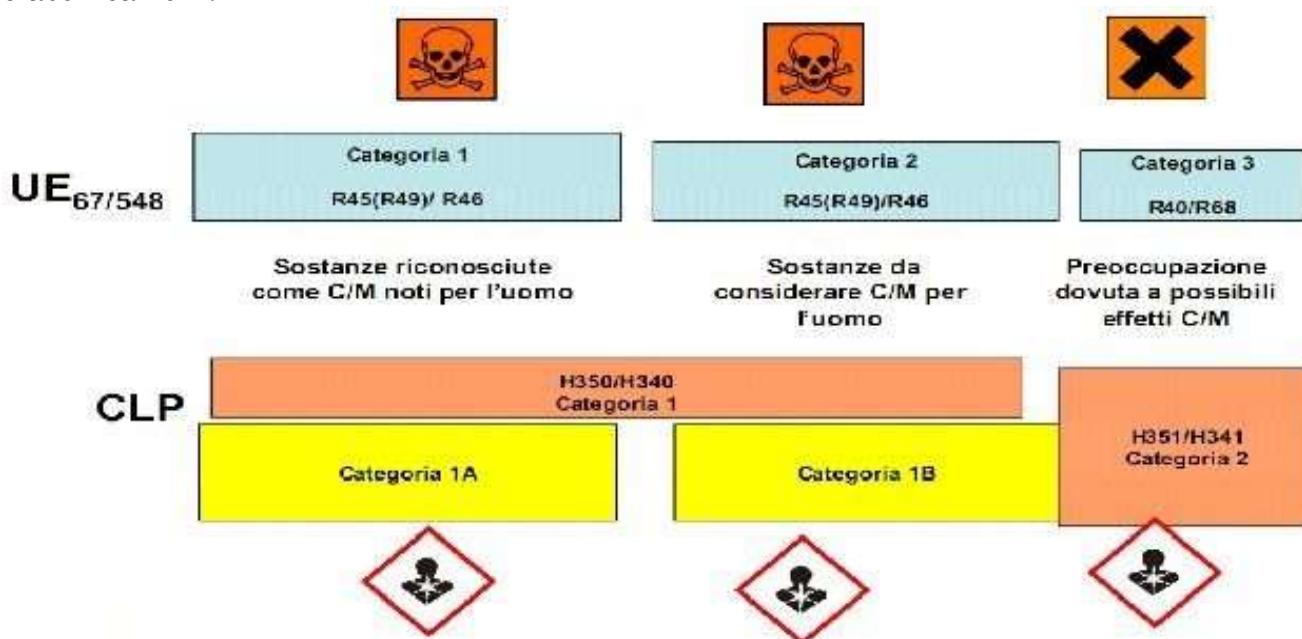 Categoria 1
R45(R49)/ R46
Categoria 2
R45(R49)/R46
Categoria 3
R40/R68
UE67/548
Sostanze riconosciute
come C/M noti per l'uomo
Sostanze da
considerare C/M per
l'uomo
Preoccupazione
dovuta a possibili
effetti C/M
CLP
H350/H340
Categoria 1
H351/H341
Categoria 2
Categoria 1A
Categoria 1B